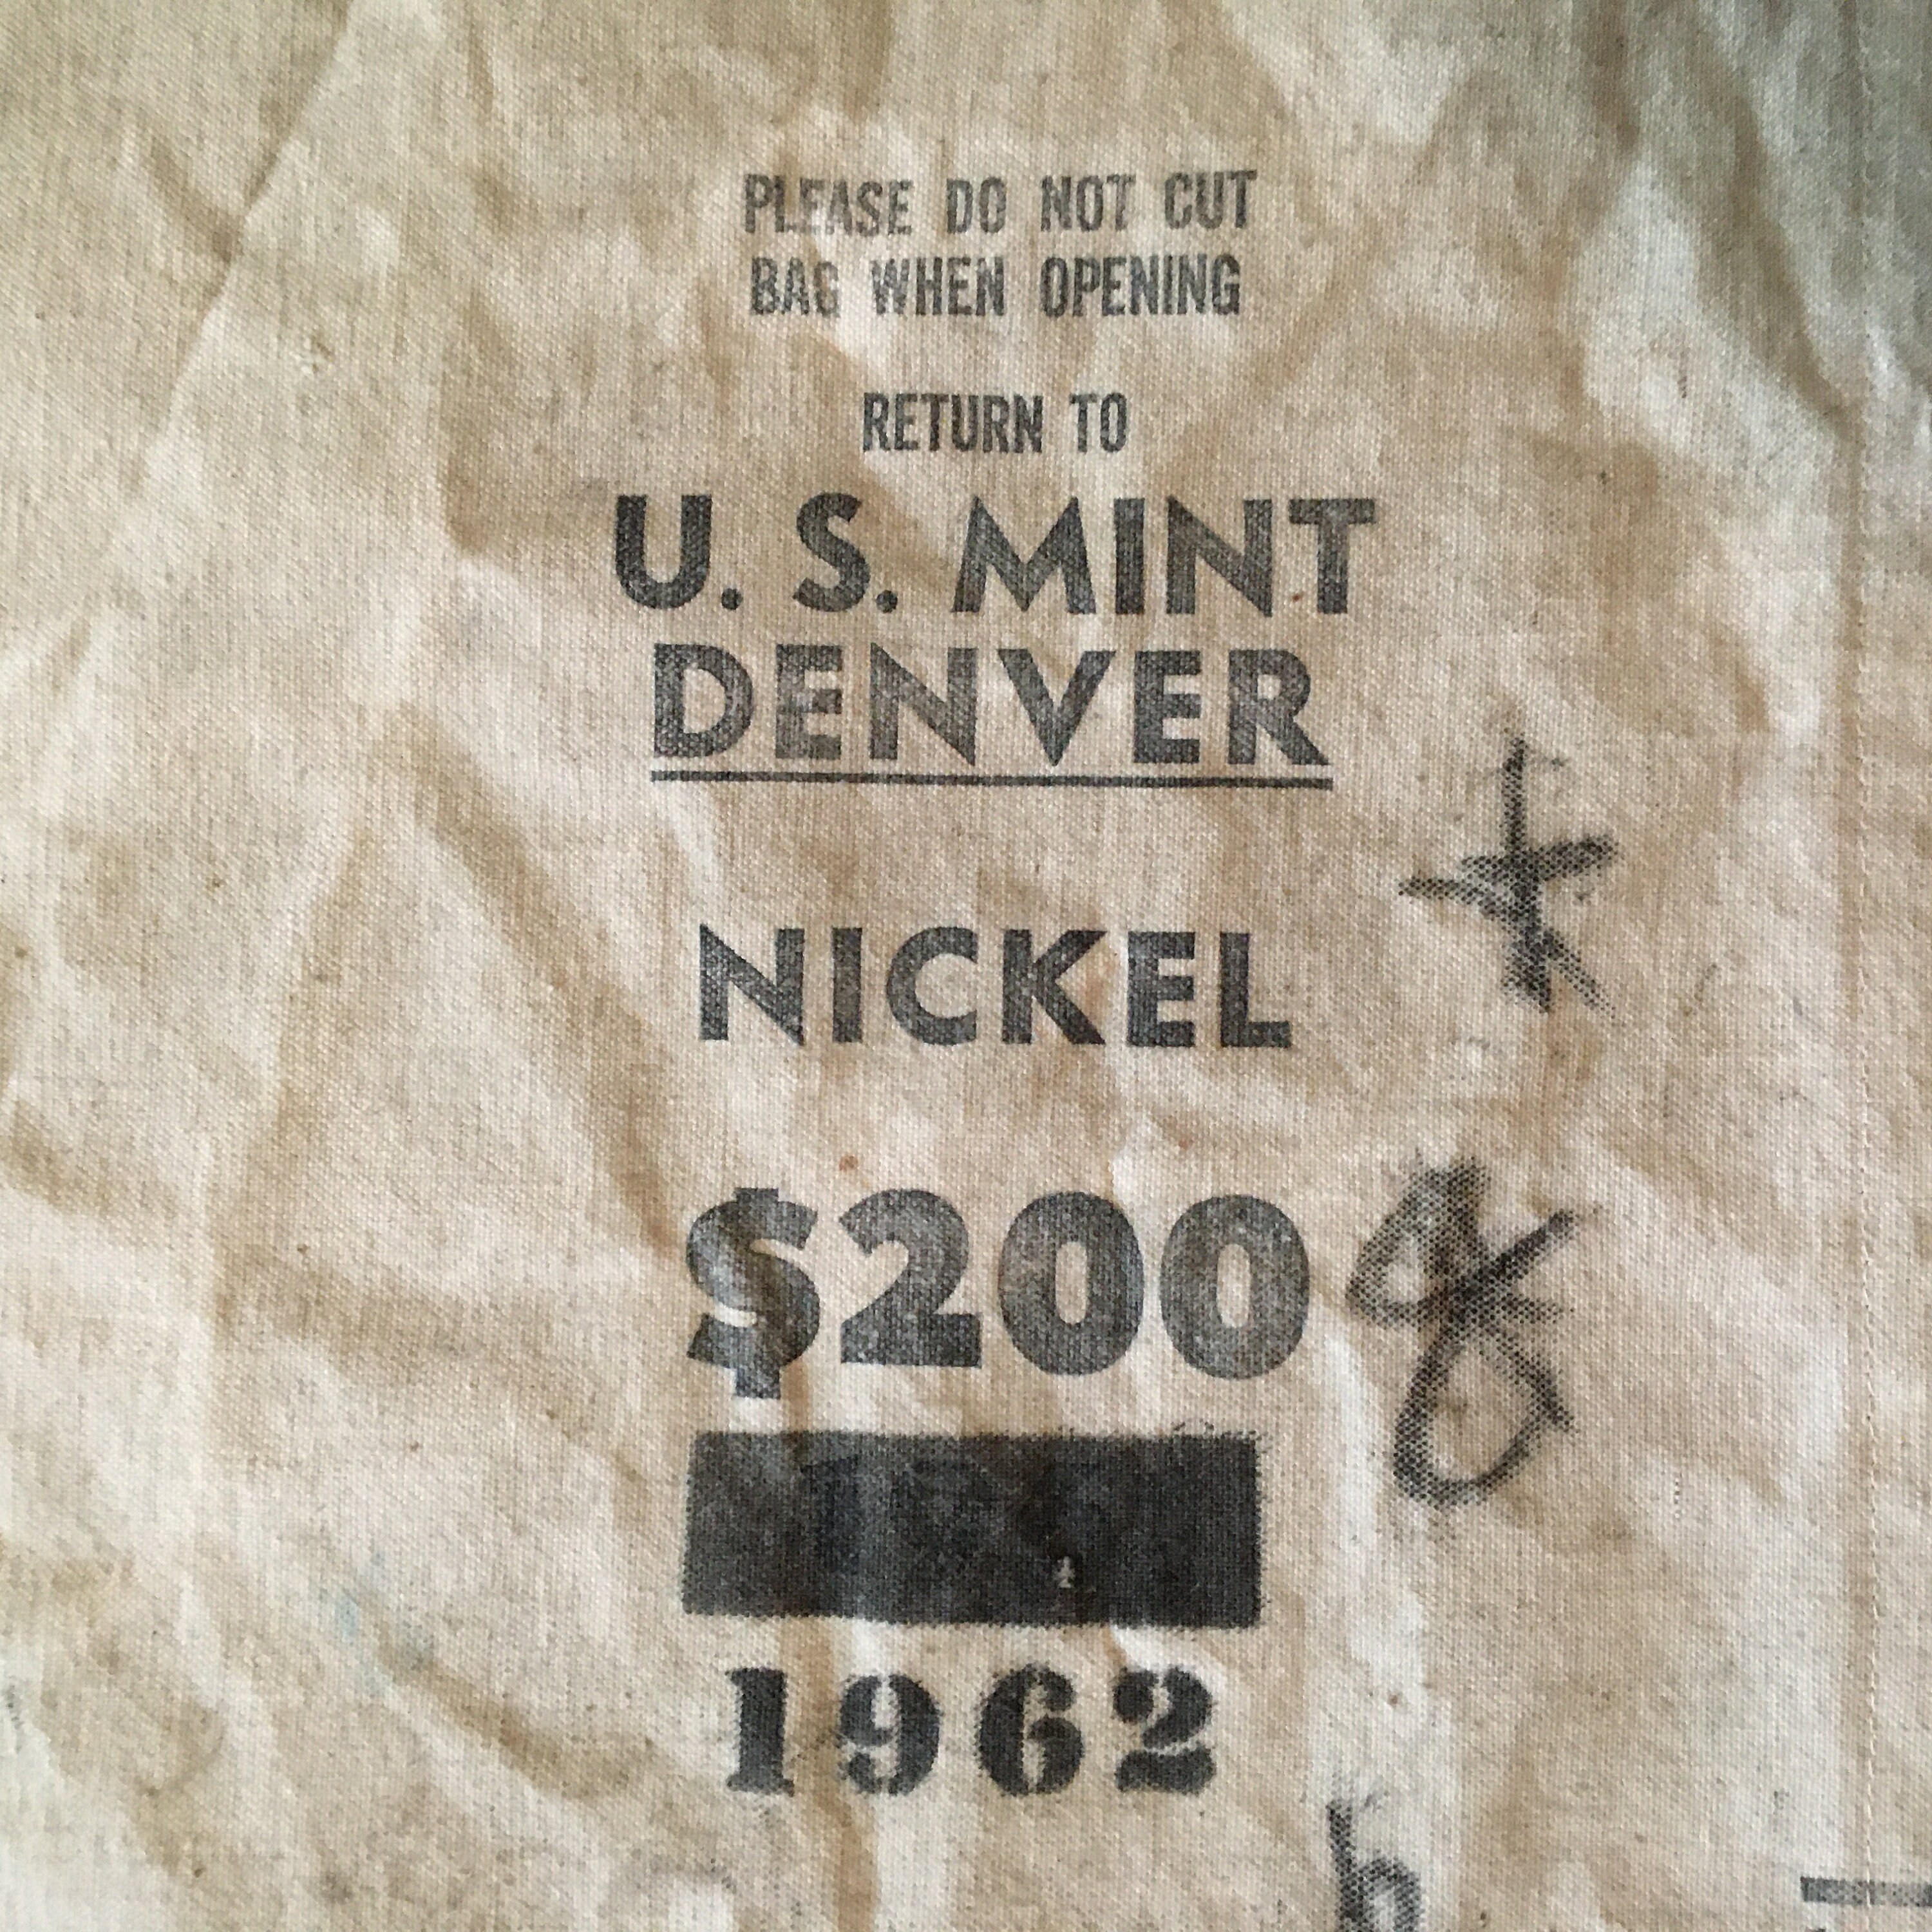 PLEASE DO NOT CUT
BAG WHEN OPENING
RETURN TO
U. S. MINT
DENVER
NICKEL
$200
1962